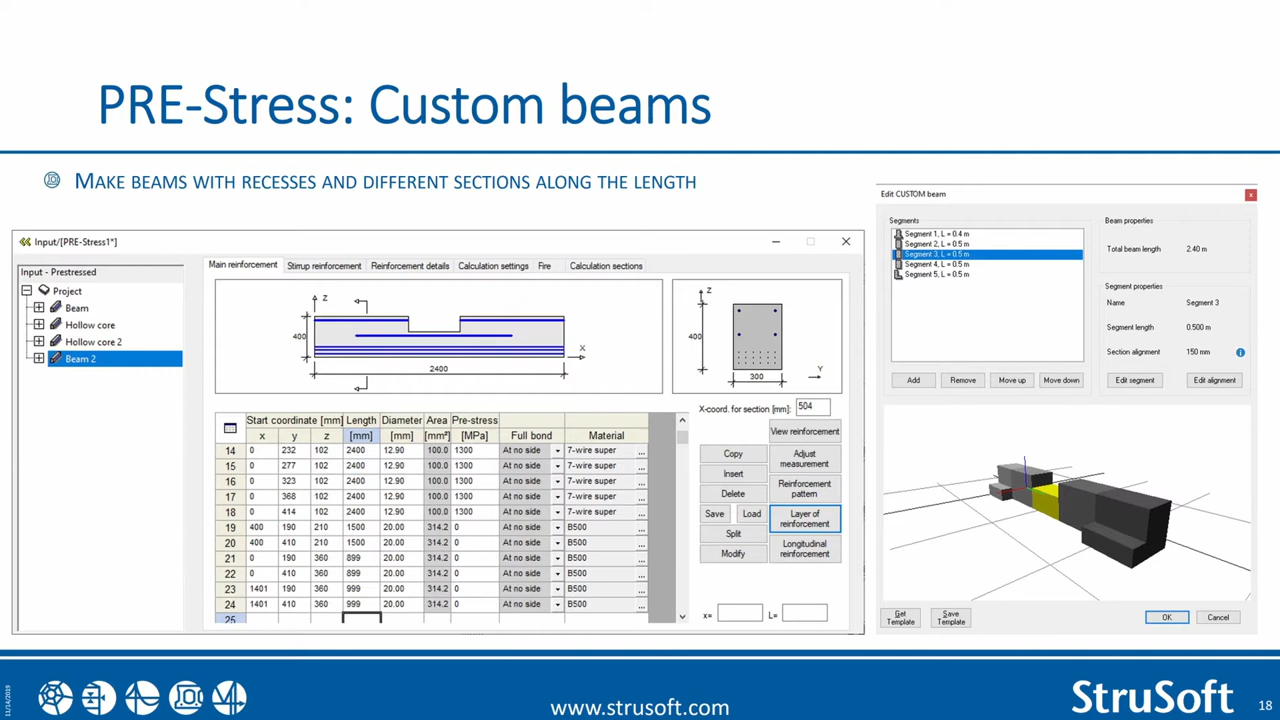 PRE-Stress: Custom beams
MAKE BEAMS WITH RECESSES AND DIFFERENT SECTIONS ALONG THE LENGTH
Input/[PRE-Stress1*]
Input - Prestressed
Project
Beam
Hollow core
Hollow core 2
Beam 2
Main reinforcement Stirrup reinforcement Reinforcement details Calculation settings Fire Calculation sections
Z
400
X
2400
Z
400
Y
300
X-coord. for section [mm]: 504
Start coordinate [mm] Length Diameter Area Pre-stress
x y z [mm] [mm] [mm²] [MPa] Full bond Material
14 0 232 102 2400 12.90 100.0 1300 At no side 7-wire super ...
15 0 277 102 2400 12.90 100.0 1300 At no side 7-wire super ...
16 0 323 102 2400 12.90 100.0 1300 At no side 7-wire super ...
17 0 368 102 2400 12.90 100.0 1300 At no side 7-wire super ...
18 0 414 102 2400 12.90 100.0 1300 At no side 7-wire super ...
19 400 190 210 1500 20.00 314.2 0 At no side B500 ...
20 400 410 210 1500 20.00 314.2 0 At no side B500 ...
21 0 190 360 899 20.00 314.2 0 At no side B500 ...
22 0 410 360 899 20.00 314.2 0 At no side B500 ...
23 1401 190 360 999 20.00 314.2 0 At no side B500 ...
24 1401 410 360 999 20.00 314.2 0 At no side B500 ...
25
View reinforcement
Copy
Adjust
measurement
Insert
Reinforcement
pattern
Delete
Save Load
Layer of
reinforcement
Split
Modify
Longitudinal
reinforcement
x= L=
Edit CUSTOM beam
x
Segments
Segment 1, L = 0.4 m
Segment 2, L = 0.5 m
Segment 3, L = 0.5 m
Segment 4, L = 0.5 m
Segment 5, L = 0.5 m
Add Remove Move up Move down
Beam properties
Total beam length 2.40 m
Segment properties
Name Segment 3
Segment length 0.500 m
Section alignment 150 mm
Edit segment Edit alignment
Get
Template
Save
Template
OK Cancel
11/14/2019
www.strusoft.com
StruSoft
18